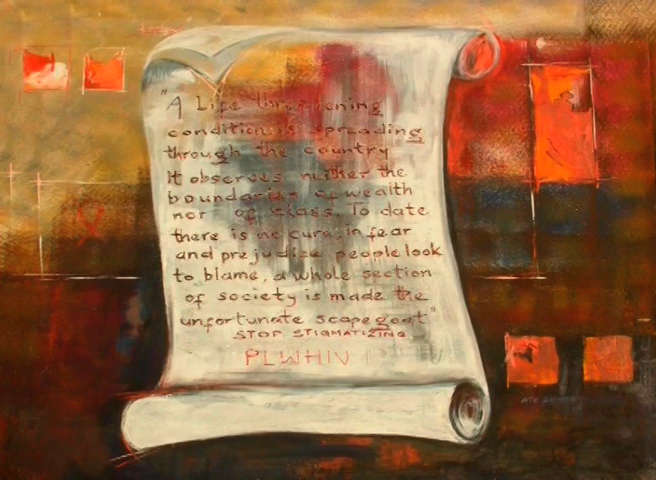 "A Life threatening
condition is spreading
through the country
It observes neither the
boundaries of wealth
nor of class. To date
there is no cure, in fear
and prejudice people look
to blame, a whole section
of society is made the
unfortunate scapegoat"
STOP STIGMATIZING
PLWHIV